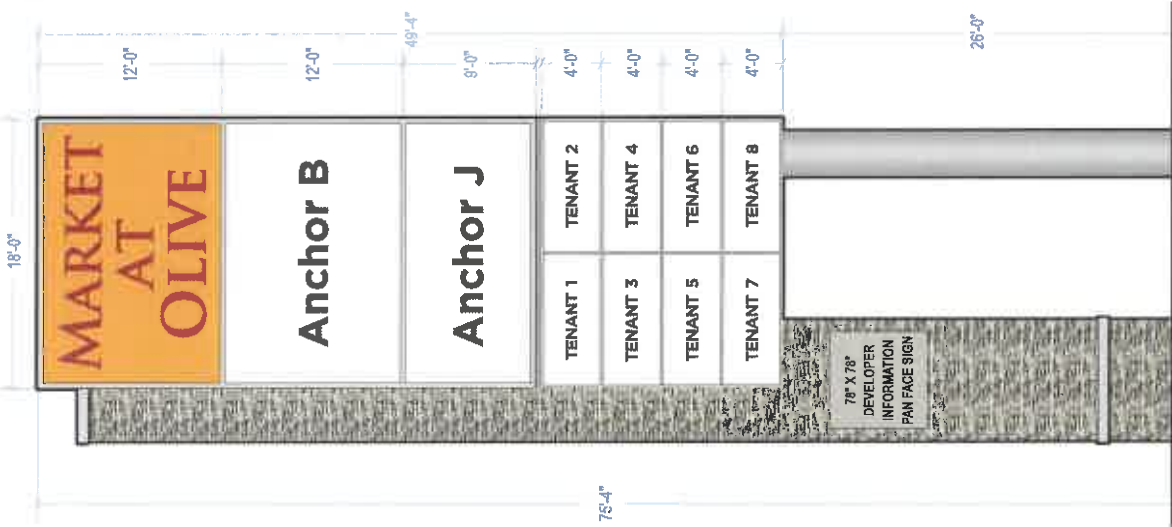 18'-0"
MARKET
AT
OLIVE
12'-0"
Anchor B
12'-0"
49'-4"
Anchor J
9'-0"
TENANT 1
TENANT 2
4'-0"
TENANT 3
TENANT 4
4'-0"
TENANT 5
TENANT 6
4'-0"
TENANT 7
TENANT 8
4'-0"
78" X 78"
DEVELOPER
INFORMATION
PAN FACE SIGN
26'-0"
75'-4"